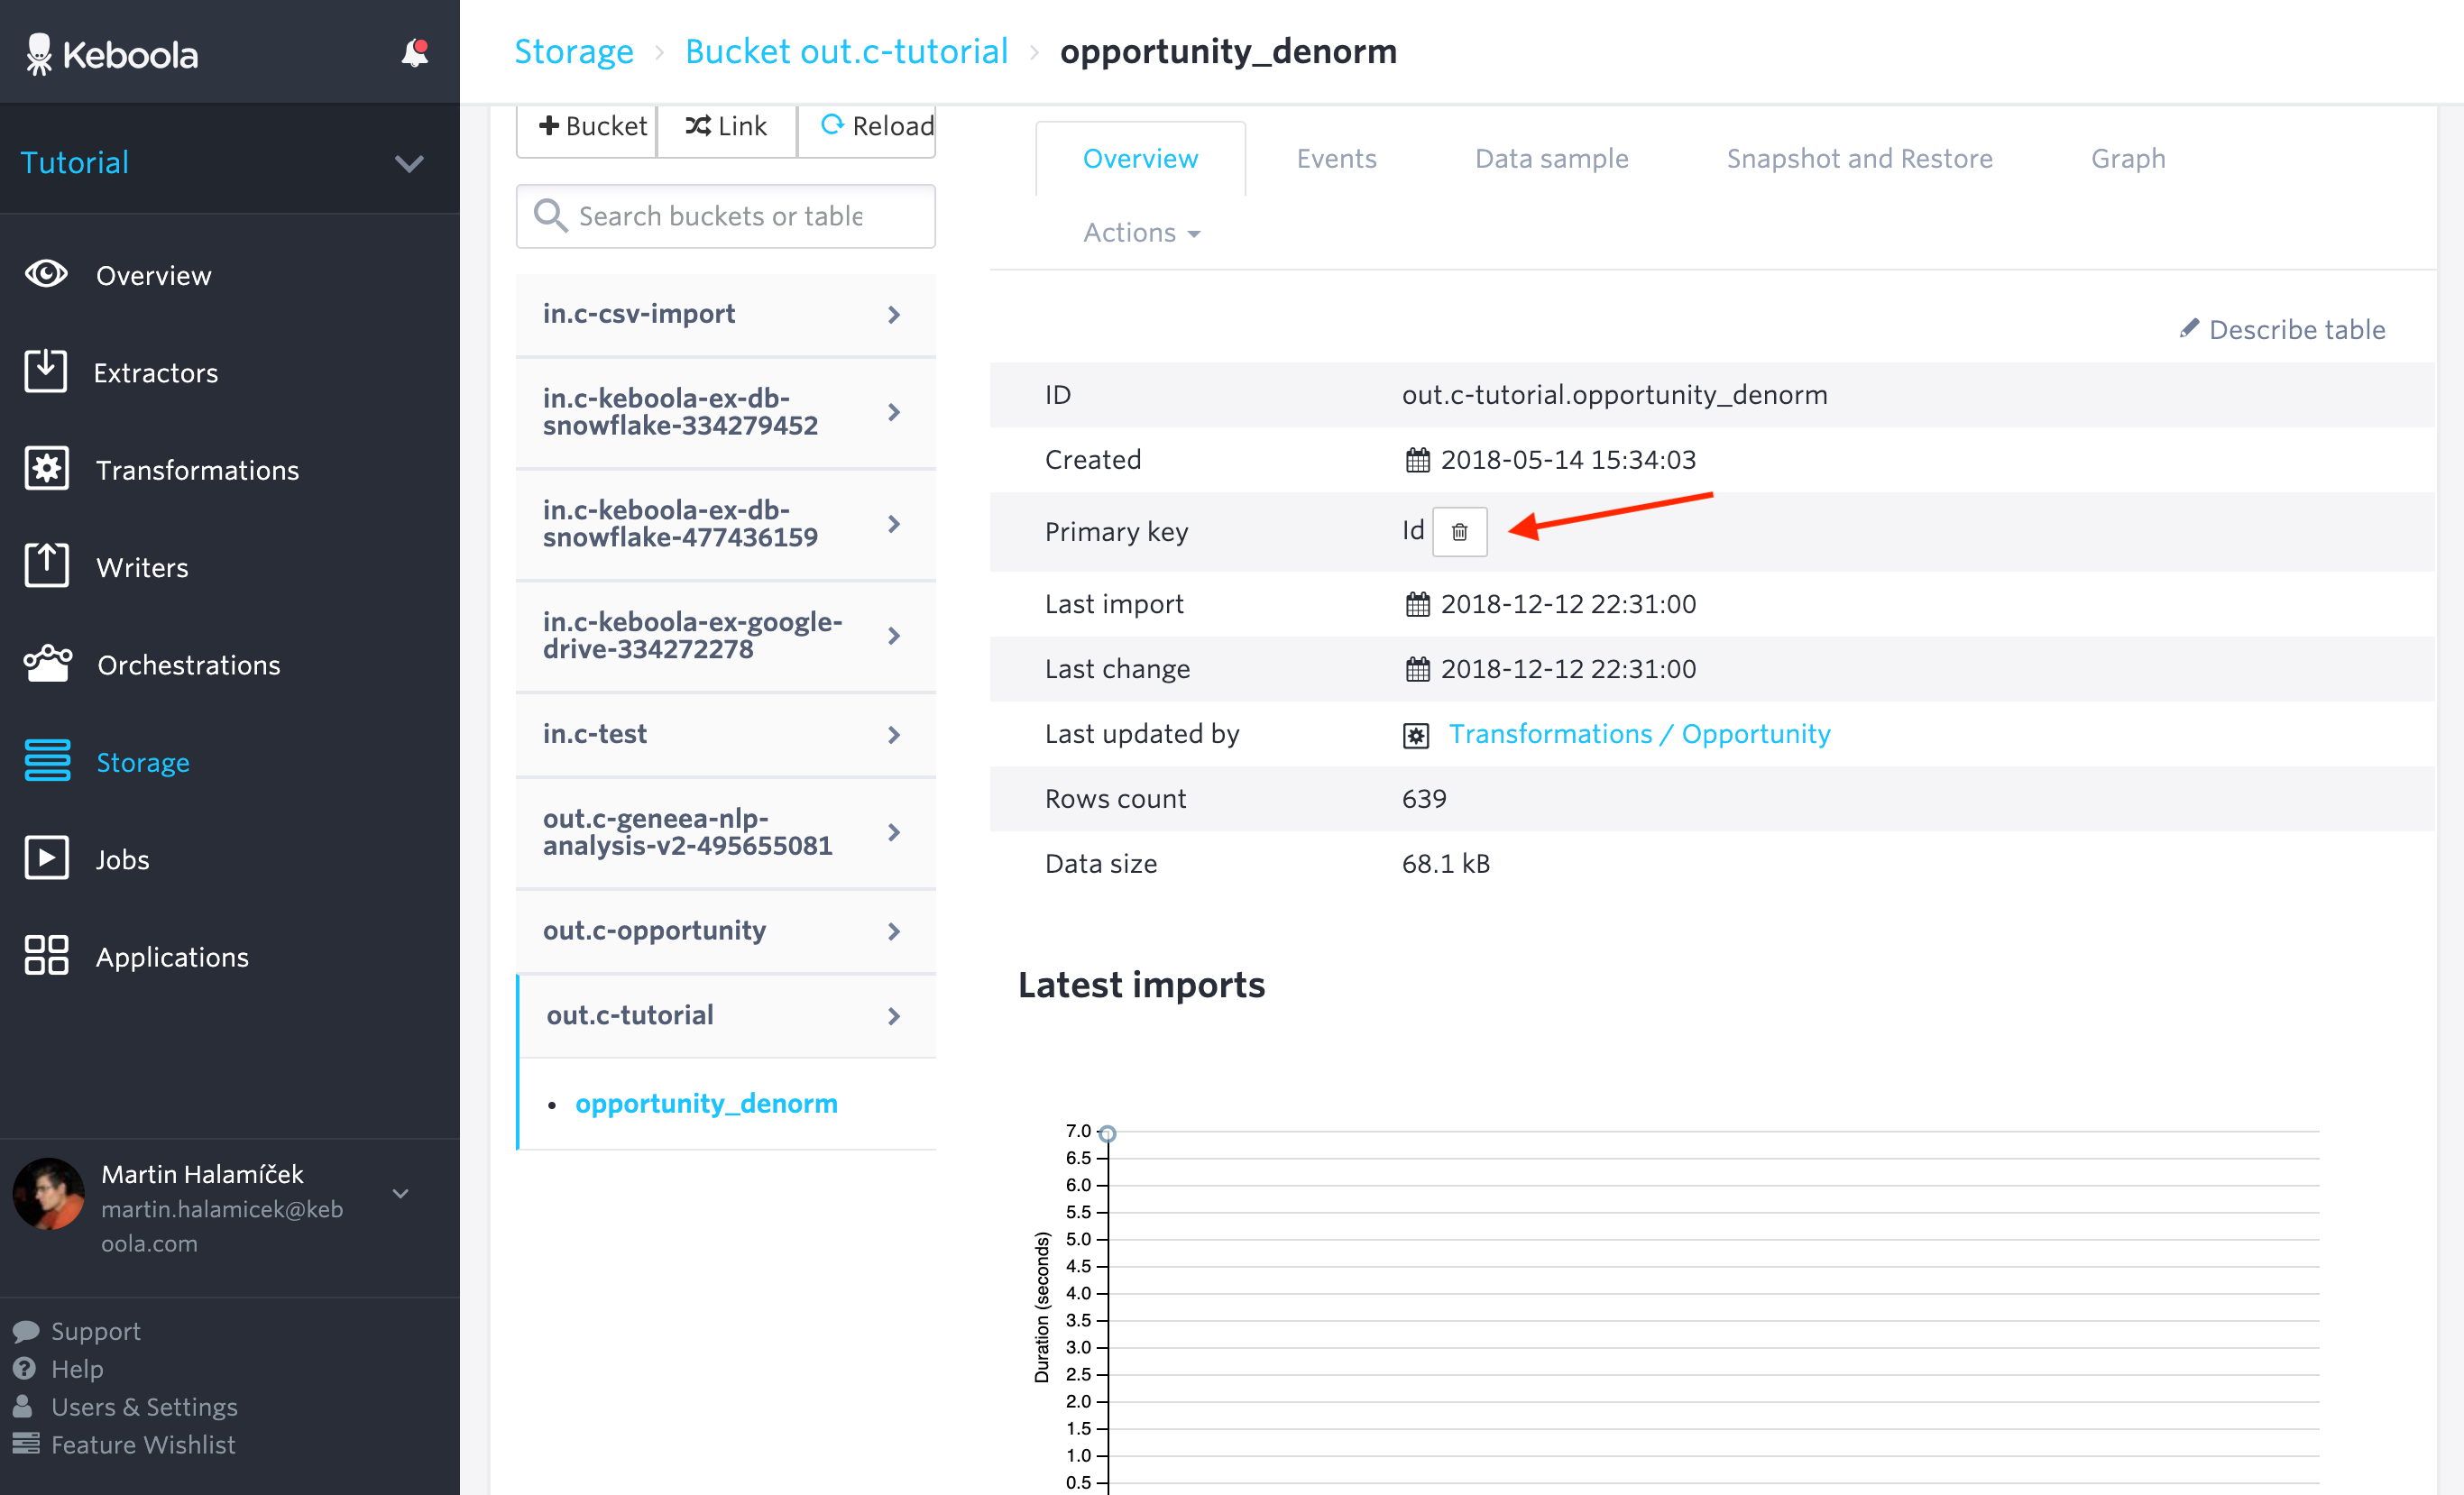 Keboola
Storage > Bucket out.c-tutorial > opportunity_denorm
Tutorial
Overview
Extractors
Transformations
Writers
Orchestrations
Storage
Jobs
Applications
Martin Halamíček
martin.halamicek@keb
oola.com
Support
Help
Users & Settings
Feature Wishlist
Bucket
Link
Reload
Search buckets or table
in.c-csv-import
in.c-keboola-ex-db-
snowflake-334279452
in.c-keboola-ex-db-
snowflake-477436159
in.c-keboola-ex-google-
drive-334272278
in.c-test
out.c-geneea-nlp-
analysis-v2-495655081
out.c-opportunity
out.c-tutorial
• opportunity_denorm
Overview Events Data sample Snapshot and Restore Graph
Actions
Describe table
ID out.c-tutorial.opportunity_denorm
Created 2018-05-14 15:34:03
Primary key Id
Last import 2018-12-12 22:31:00
Last change 2018-12-12 22:31:00
Last updated by Transformations / Opportunity
Rows count 639
Data size 68.1 kB
Latest imports
Duration (seconds)
7.0
6.5
6.0
5.5
5.0
4.5
4.0
3.5
3.0
2.5
2.0
1.5
1.0
0.5